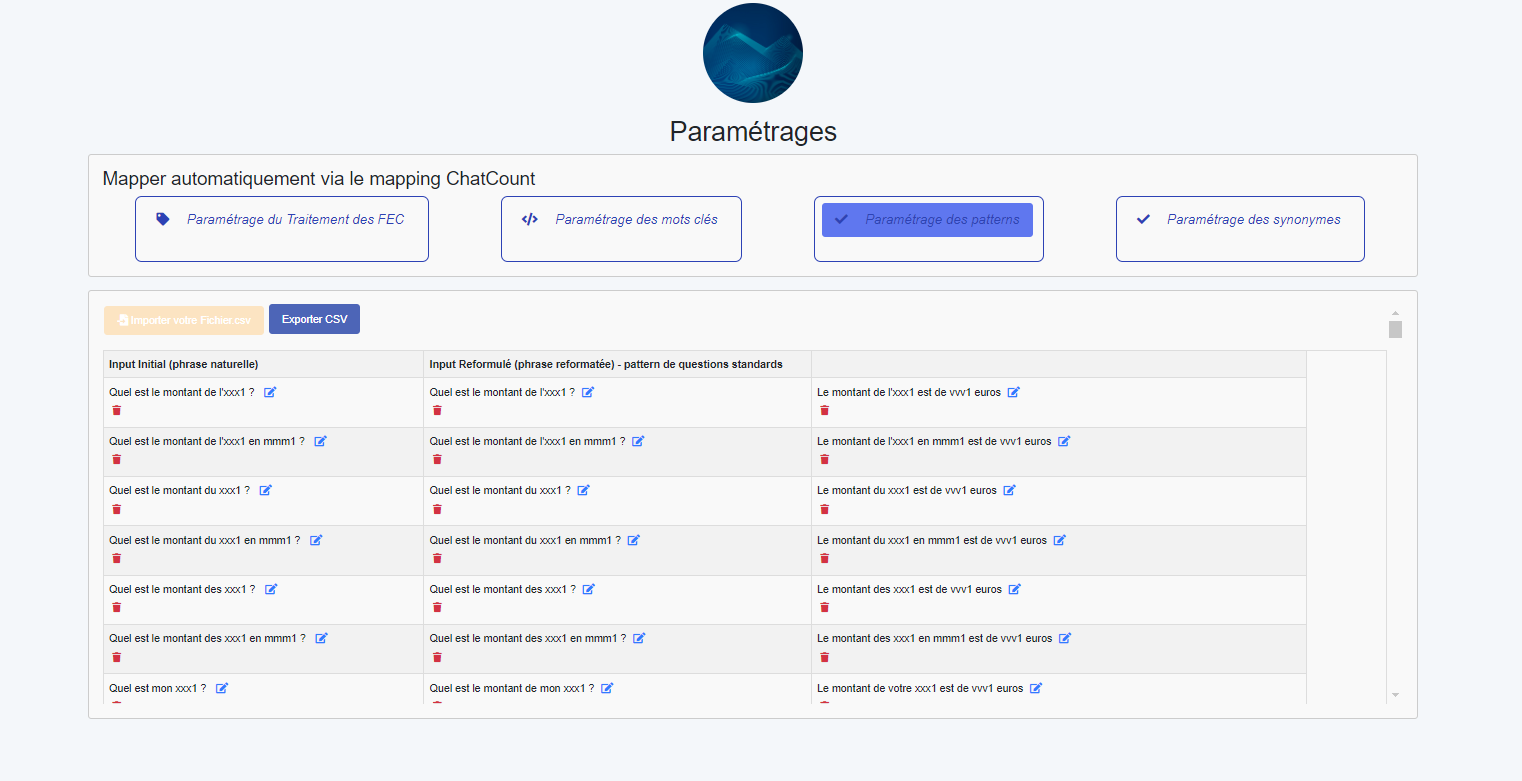 Paramétrages
Mapper automatiquement via le mapping ChatCount
Paramétrage du Traitement des FEC
Paramétrage des mots clés
Paramétrage des patterns
Paramétrage des synonymes
Importer votre Fichier.csv
Exporter CSV
Input Initial (phrase naturelle)
Input Reformulé (phrase reformatée) - pattern de questions standards
Quel est le montant de l'xxx1 ?
Quel est le montant de l'xxx1 ?
Le montant de l'xxx1 est de vvv1 euros
Quel est le montant de l'xxx1 en mmm1 ?
Quel est le montant de l'xxx1 en mmm1 ?
Le montant de l'xxx1 en mmm1 est de vvv1 euros
Quel est le montant du xxx1 ?
Quel est le montant du xxx1 ?
Le montant du xxx1 est de vvv1 euros
Quel est le montant du xxx1 en mmm1 ?
Quel est le montant du xxx1 en mmm1 ?
Le montant du xxx1 en mmm1 est de vvv1 euros
Quel est le montant des xxx1 ?
Quel est le montant des xxx1 ?
Le montant des xxx1 est de vvv1 euros
Quel est le montant des xxx1 en mmm1 ?
Quel est le montant des xxx1 en mmm1 ?
Le montant des xxx1 en mmm1 est de vvv1 euros
Quel est mon xxx1 ?
Quel est le montant de mon xxx1 ?
Le montant de votre xxx1 est de vvv1 euros